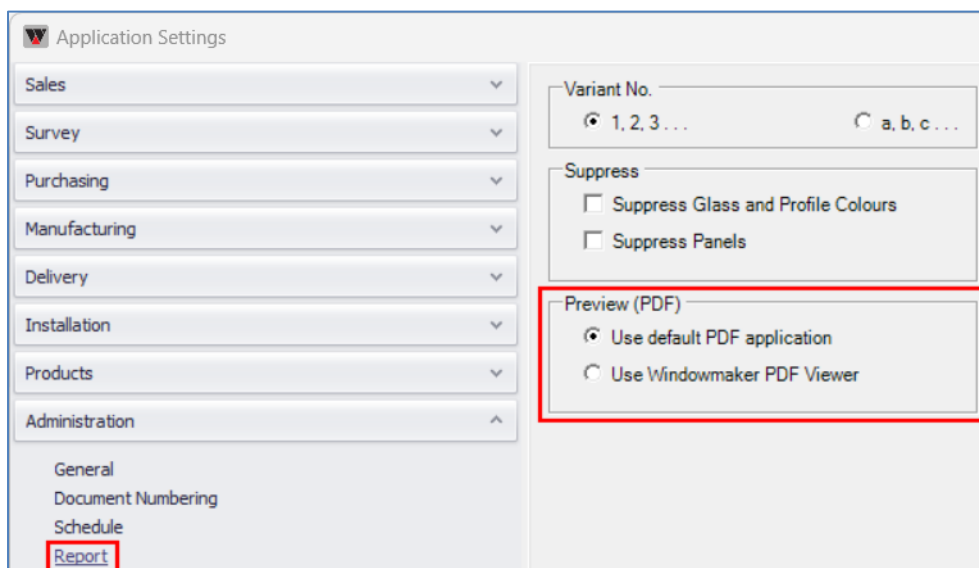 Application Settings
Sales
Survey
Purchasing
Manufacturing
Delivery
Installation
Products
Administration
General
Document Numbering
Schedule
Report
Variant No.
1, 2, 3 . . .
a, b, c . . .
Suppress
Suppress Glass and Profile Colours
Suppress Panels
Preview (PDF)
Use default PDF application
Use Windowmaker PDF Viewer